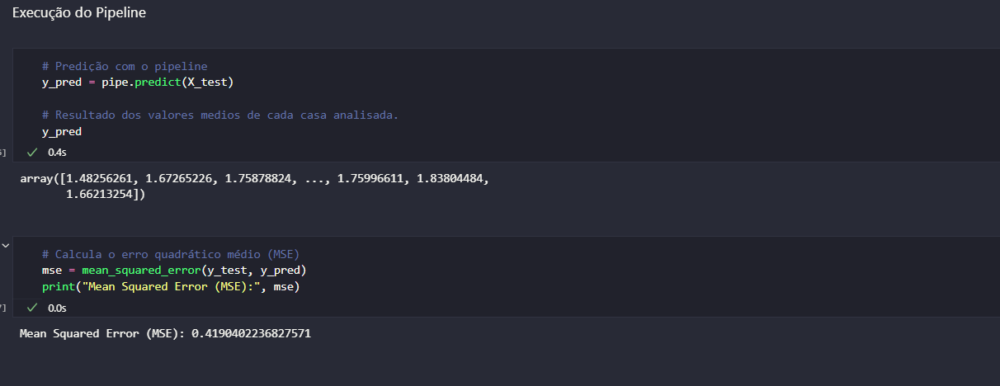 Execução do Pipeline
# Predição com o pipeline
y_pred = pipe.predict(X_test)
# Resultado dos valores medios de cada casa analisada.
y_pred
] ✓ 0.4s
array([1.48256261, 1.67265226, 1.75878824, ..., 1.75996611, 1.83804484,
1.66213254])
# Calcula o erro quadrático médio (MSE)
mse = mean_squared_error(y_test, y_pred)
print("Mean Squared Error (MSE):", mse)
] ✓ 0.0s
Mean Squared Error (MSE): 0.4190402236827571